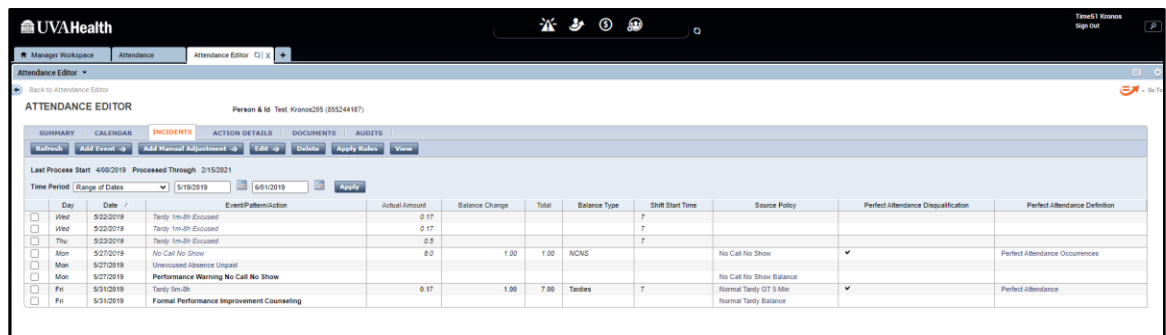 UVAHealth
Time51 Kronos
Sign Out
Manager Workspace Attendance Attendance Editor X +
Attendance Editor
Back to Attendance Editor Go To
ATTENDANCE EDITOR Person & Id Test, Kronos205 (855244187)
SUMMARY CALENDAR INCIDENTS ACTION DETAILS DOCUMENTS AUDITS
Refresh Add Event Add Manual Adjustment Edit Delete Apply Rules View
Last Process Start 4/08/2019 Processed Through 2/15/2021
Time Period Range of Dates 5/19/2019 6/01/2019 Apply
Day Date / Event/Pattern/Action Actual Amount Balance Change Total Balance Type Shift Start Time Source Policy Perfect Attendance Disqualification Perfect Attendance Definition
Wed 5/22/2019 Tardy 1m-8h Excused 0.17 7
Wed 5/22/2019 Tardy 1m-8h Excused 0.17 7
Thu 5/23/2019 Tardy 1m-8h Excused 0.5 7
Mon 5/27/2019 No Call No Show 8.0 1.00 1.00 NCNS No Call No Show ✔ Perfect Attendance Occurrences
Mon 5/27/2019 Unexcused Absence Unpaid
Mon 5/27/2019 Performance Warning No Call No Show No Call No Show Balance
Fri 5/31/2019 Tardy 5m-8h 0.17 1.00 7.00 Tardies 7 Normal Tardy GT 5 Min ✔ Perfect Attendance
Fri 5/31/2019 Formal Performance Improvement Counseling Normal Tardy Balance